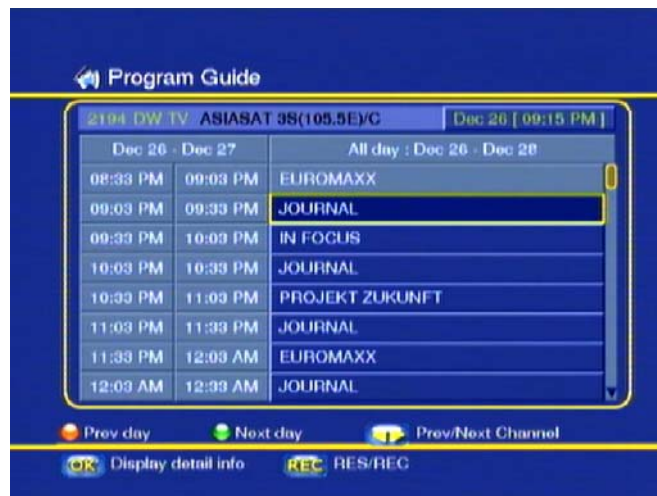 Program Guide
2194 DW TV ASIASAT 3S(105.5E)/C Dec 26 [ 09:15 PM ]
Dec 26 - Dec 27 All day : Dec 26 - Dec 28
08:33 PM 09:03 PM EUROMAXX
09:03 PM 09:33 PM JOURNAL
09:33 PM 10:03 PM IN FOCUS
10:03 PM 10:33 PM JOURNAL
10:33 PM 11:03 PM PROJEKT ZUKUNFT
11:03 PM 11:33 PM JOURNAL
11:33 PM 12:03 AM EUROMAXX
12:03 AM 12:33 AM JOURNAL
Prev day Next day Prev/Next Channel
OK Display detail info REC RES/REC